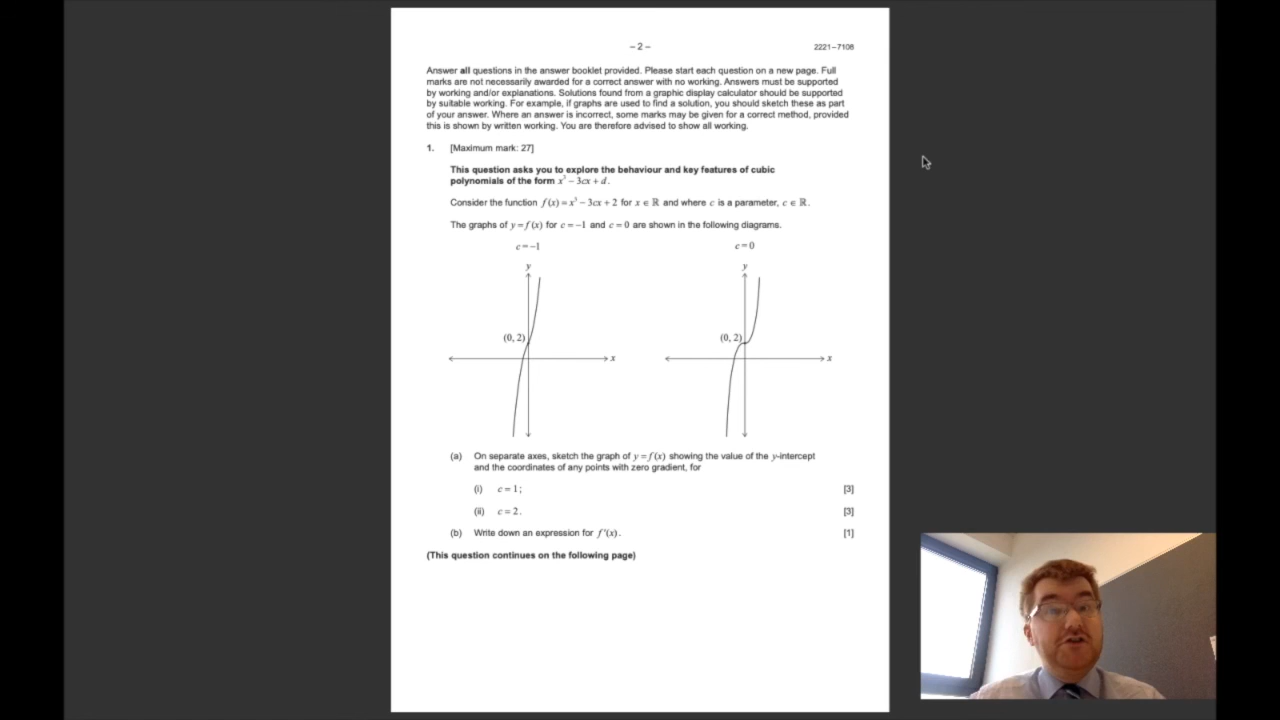 – 2 –
2221–7108
Answer all questions in the answer booklet provided. Please start each question on a new page. Full
marks are not necessarily awarded for a correct answer with no working. Answers must be supported
by working and/or explanations. Solutions found from a graphic display calculator should be supported
by suitable working. For example, if graphs are used to find a solution, you should sketch these as part
of your answer. Where an answer is incorrect, some marks may be given for a correct method, provided
this is shown by written working. You are therefore advised to show all working.
1. [Maximum mark: 27]
This question asks you to explore the behaviour and key features of cubic
polynomials of the form x³ – 3cx + d.
Consider the function f(x) = x³ – 3cx + 2 for x ∈ ℝ and where c is a parameter, c ∈ ℝ.
The graphs of y = f(x) for c = –1 and c = 0 are shown in the following diagrams.
c = –1
c = 0
y
y
(0, 2)
(0, 2)
x
x
(a) On separate axes, sketch the graph of y = f(x) showing the value of the y-intercept
and the coordinates of any points with zero gradient, for
(i) c = 1; [3]
(ii) c = 2. [3]
(b) Write down an expression for f′(x). [1]
(This question continues on the following page)